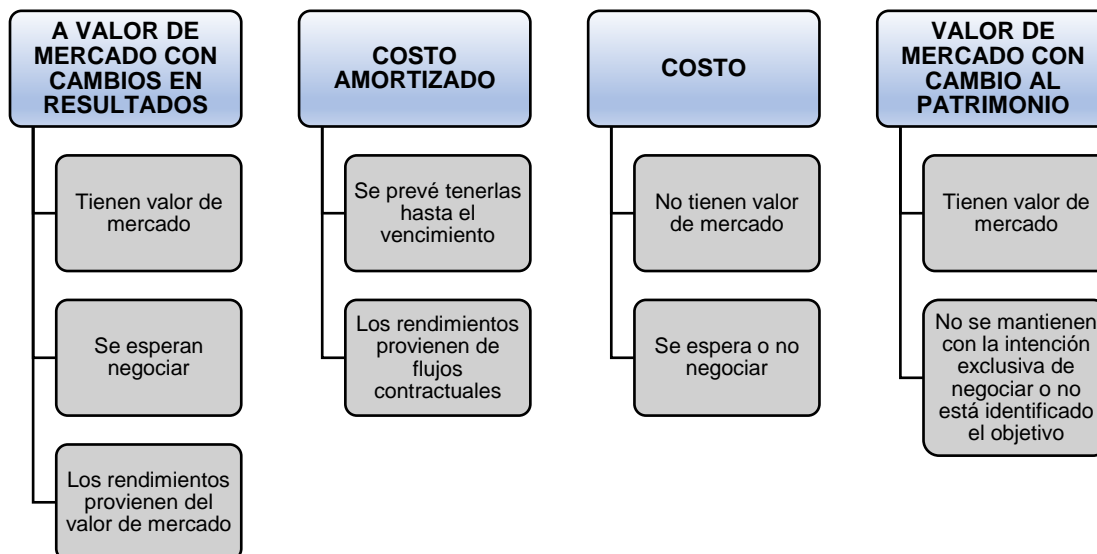 A VALOR DE
MERCADO CON
CAMBIOS EN
RESULTADOS
Tienen valor de
mercado
Se esperan
negociar
Los rendimientos
provienen del
valor de mercado
COSTO
AMORTIZADO
Se prevé tenerlas
hasta el
vencimiento
Los rendimientos
provienen de
flujos
contractuales
COSTO
No tienen valor
de mercado
Se espera o no
negociar
VALOR DE
MERCADO CON
CAMBIO AL
PATRIMONIO
Tienen valor de
mercado
No se mantienen
con la intención
exclusiva de
negociar o no
está identificado
el objetivo